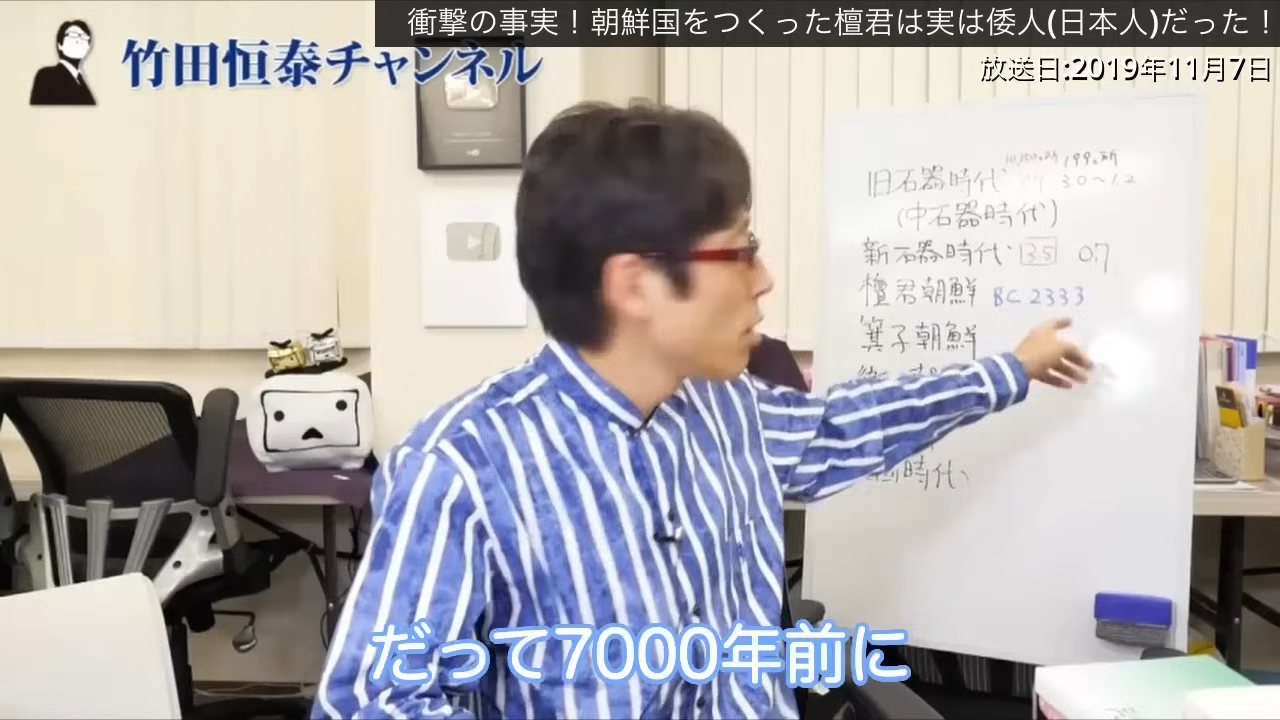 衝撃の事実！朝鮮国をつくった檀君は実は倭人(日本人)だった！
竹田恒泰チャンネル
放送日:2019年11月7日
旧石器時代 3.0～1.2
(中石器時代)
新石器時代 13.5 0.7
檀君朝鮮 BC 2333
箕子朝鮮
時代
だって7000年前に